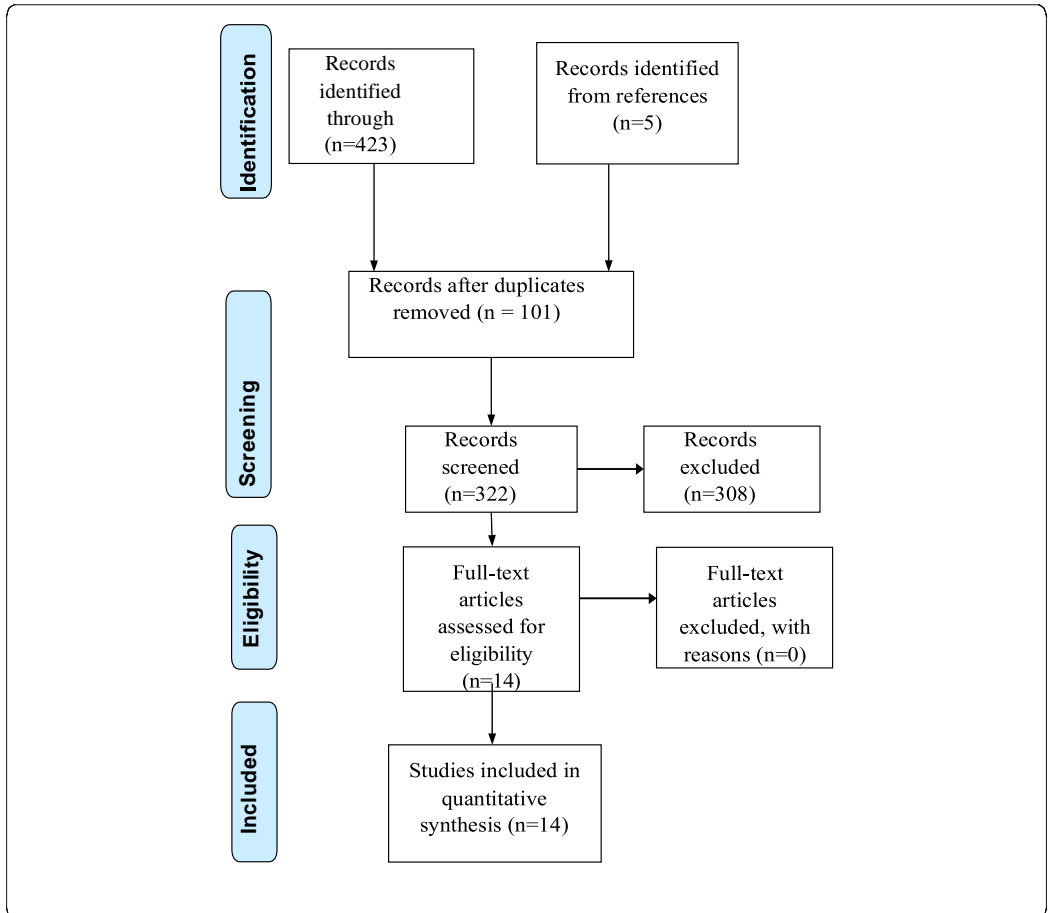 Identification
Records
identified
through
(n=423)
Records identified
from references
(n=5)
Records after duplicates
removed (n = 101)
Screening
Records
screened
(n=322)
Records
excluded
(n=308)
Eligibility
Full-text
articles
assessed for
eligibility
(n=14)
Full-text
articles
excluded, with
reasons (n=0)
Included
Studies included in
quantitative
synthesis (n=14)